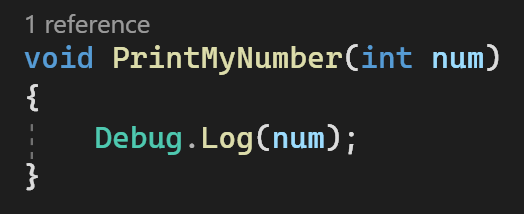 1 reference
void PrintMyNumber(int num)
{
    Debug.Log(num);
}